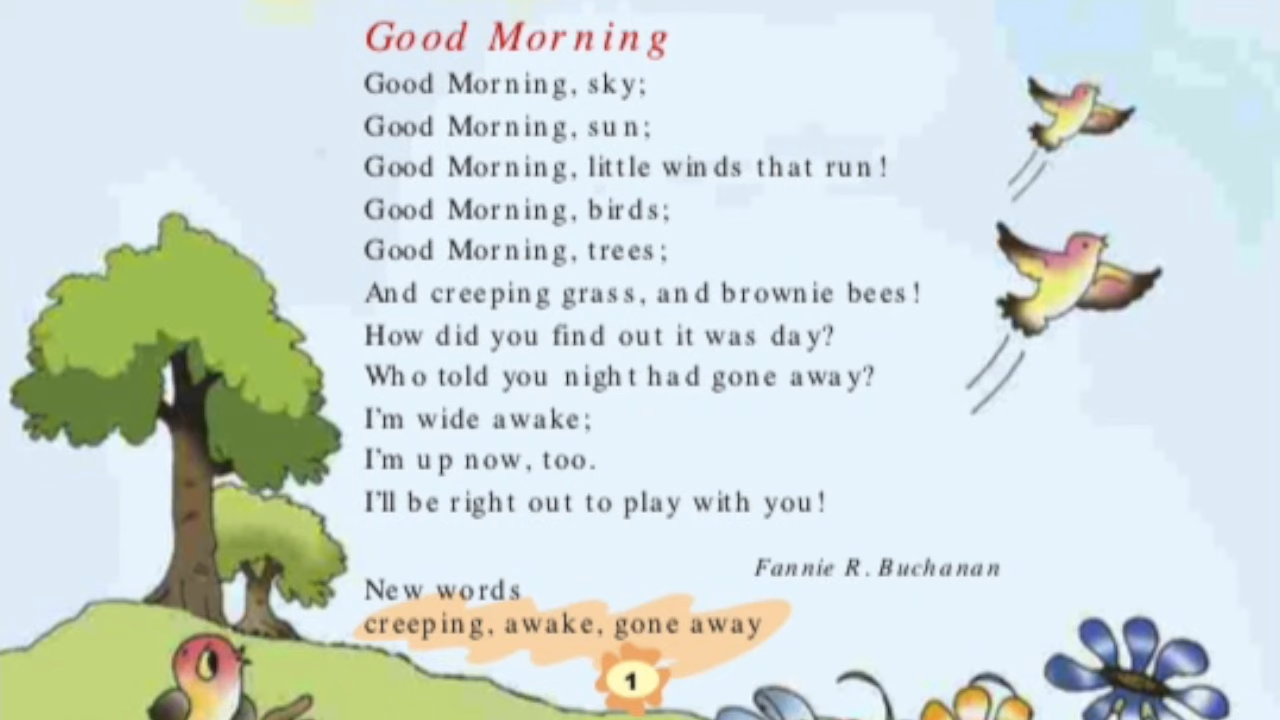 Good Morning
Good Morning, sky;
Good Morning, sun;
Good Morning, little winds that run!
Good Morning, birds;
Good Morning, trees;
And creeping grass, and brownie bees!
How did you find out it was day?
Who told you night had gone away?
I'm wide awake;
I'm up now, too.
I'll be right out to play with you!
Fannie R. Buchanan
New words
creeping, awake, gone away
1